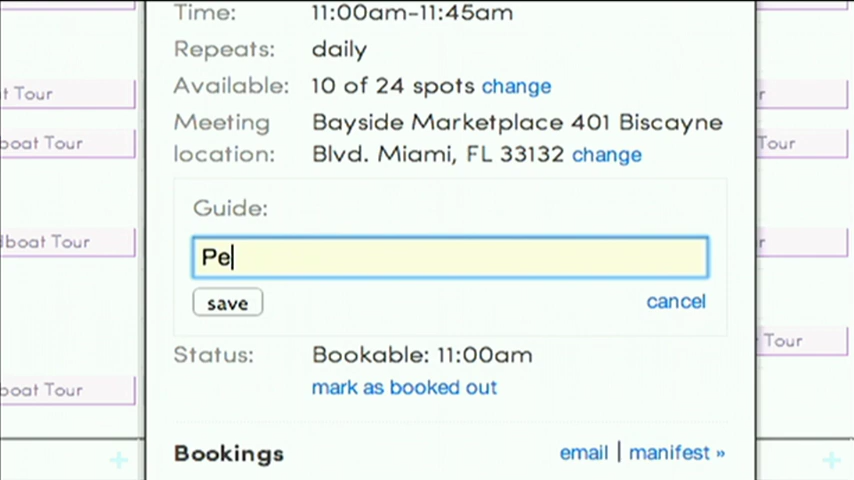 Time: 11:00am-11:45am
Repeats: daily
Available: 10 of 24 spots change
Meeting location: Bayside Marketplace 401 Biscayne
Blvd. Miami, FL 33132 change
Guide:
Pe
save
cancel
Status: Bookable: 11:00am
mark as booked out
Bookings
email | manifest »
t Tour
boat Tour
dboat Tour
boat Tour
r
Tour
r
Tour